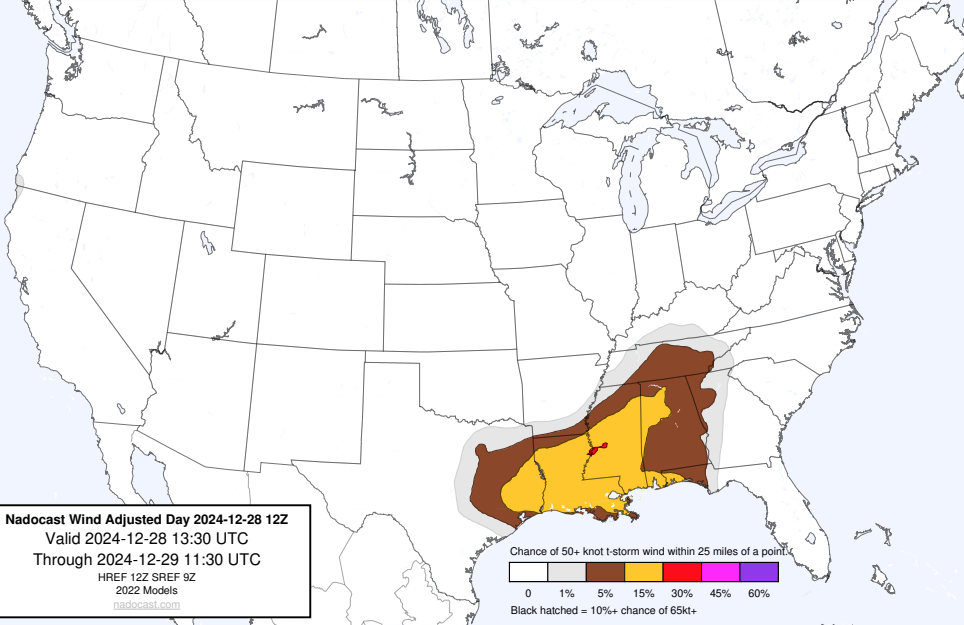 Nadocast Wind Adjusted Day 2024-12-28 12Z
Valid 2024-12-28 13:30 UTC
Through 2024-12-29 11:30 UTC
HREF 12Z SREF 9Z
2022 Models
nadocast.com
Chance of 50+ knot t-storm wind within 25 miles of a point.
0 1% 5% 15% 30% 45% 60%
Black hatched = 10%+ chance of 65kt+